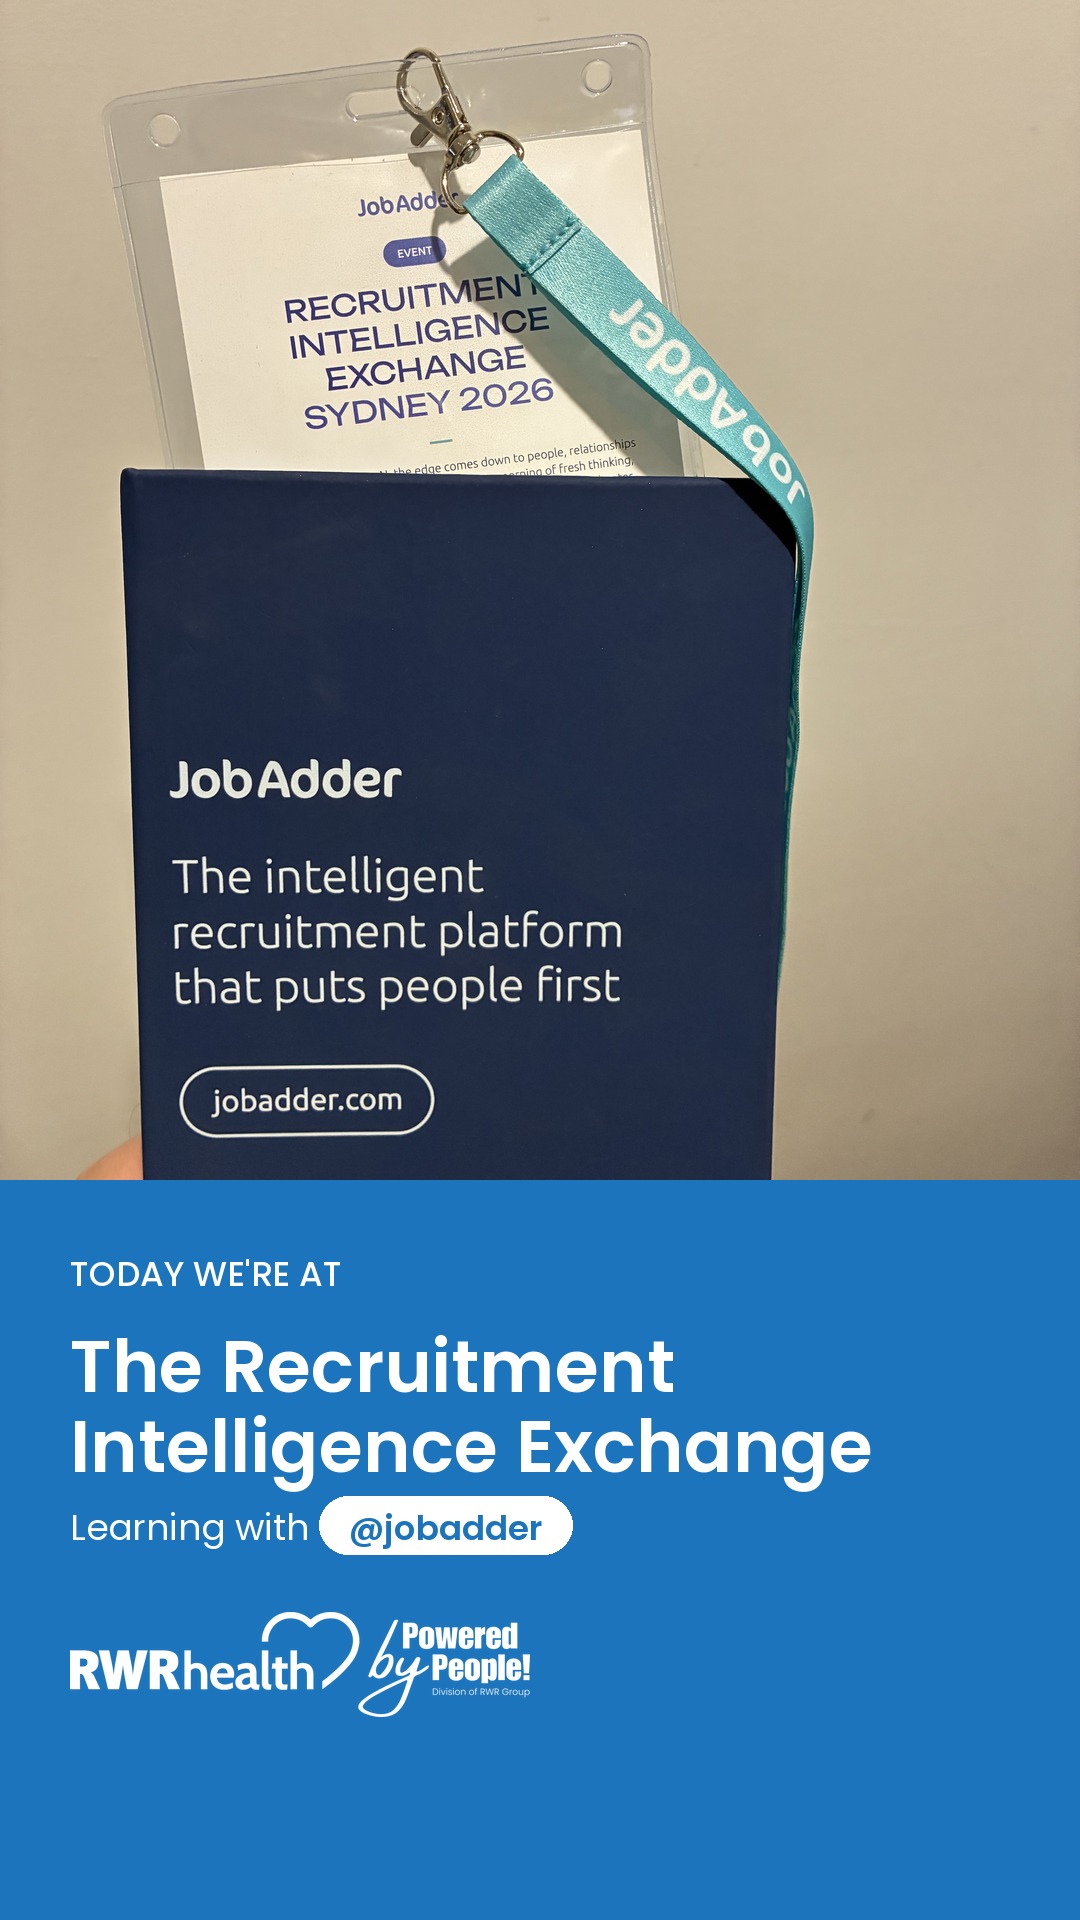 JobAdder
EVENT
RECRUITMENT
INTELLIGENCE
EXCHANGE
SYDNEY 2026
the edge comes down to people, relationships
of fresh thinking,
JobAdder
JobAdder
The intelligent
recruitment platform
that puts people first
jobadder.com
TODAY WE'RE AT
The Recruitment
Intelligence Exchange
Learning with @jobadder
RWRhealth by Powered People!
Division of RWR Group